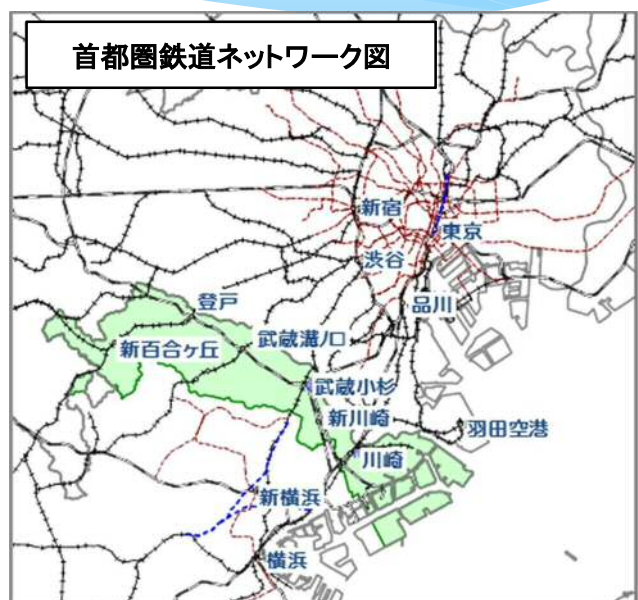 首都圏鉄道ネットワーク図
新宿
東京
渋谷
品川
登戸
武蔵溝ノ口
新百合ヶ丘
武蔵小杉
新川崎
羽田空港
川崎
新横浜
横浜